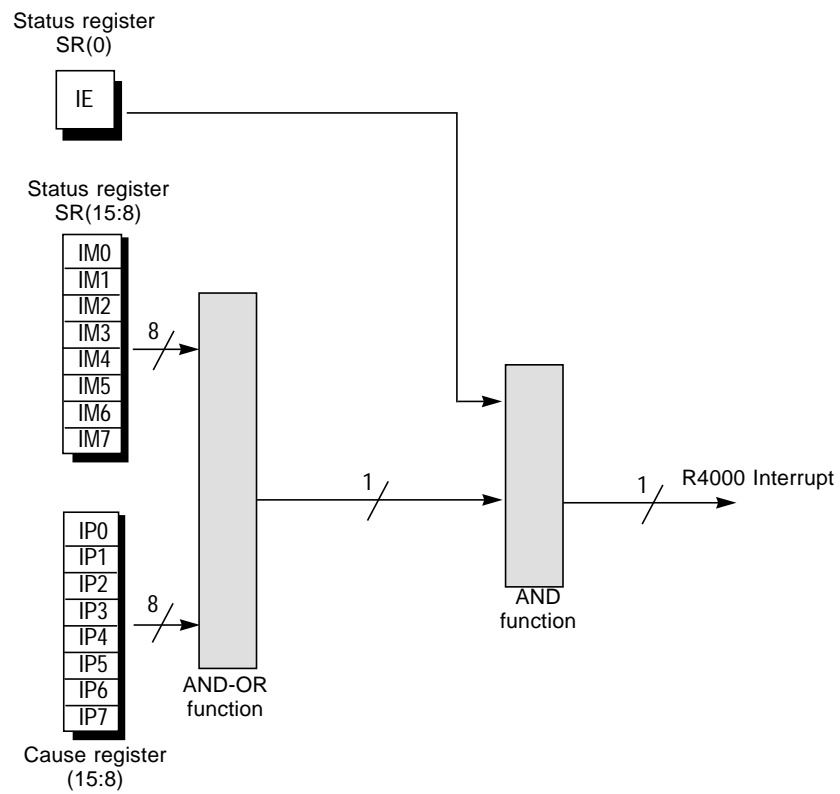 Status register
SR(0)
IE
Status register
SR(15:8)
IM0
IM1
IM2
IM3
IM4
IM5
IM6
IM7
8
IP0
IP1
IP2
IP3
IP4
IP5
IP6
IP7
8
Cause register
(15:8)
AND-OR
function
1
AND
function
1
R4000 Interrupt